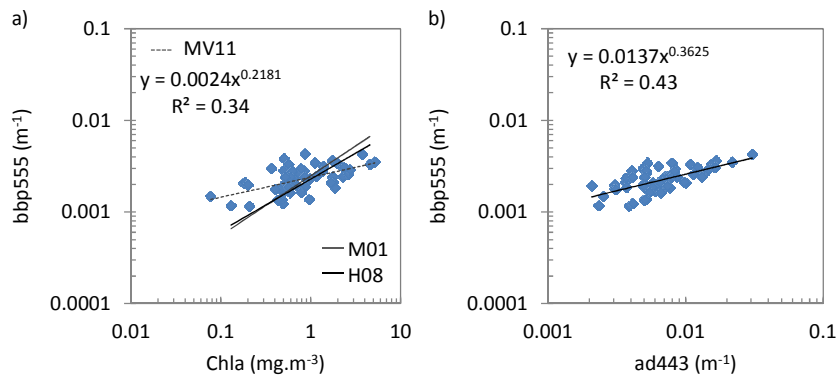 a)
0.1
0.01
0.001
0.0001
bbp555 (m⁻¹)
MV11
y = 0.0024x^0.2181
R² = 0.34
M01
H08
0.01 0.1 1 10
Chla (mg.m⁻³)
b)
0.1
0.01
0.001
0.0001
bbp555 (m⁻¹)
y = 0.0137x^0.3625
R² = 0.43
0.001 0.01 0.1
ad443 (m⁻¹)